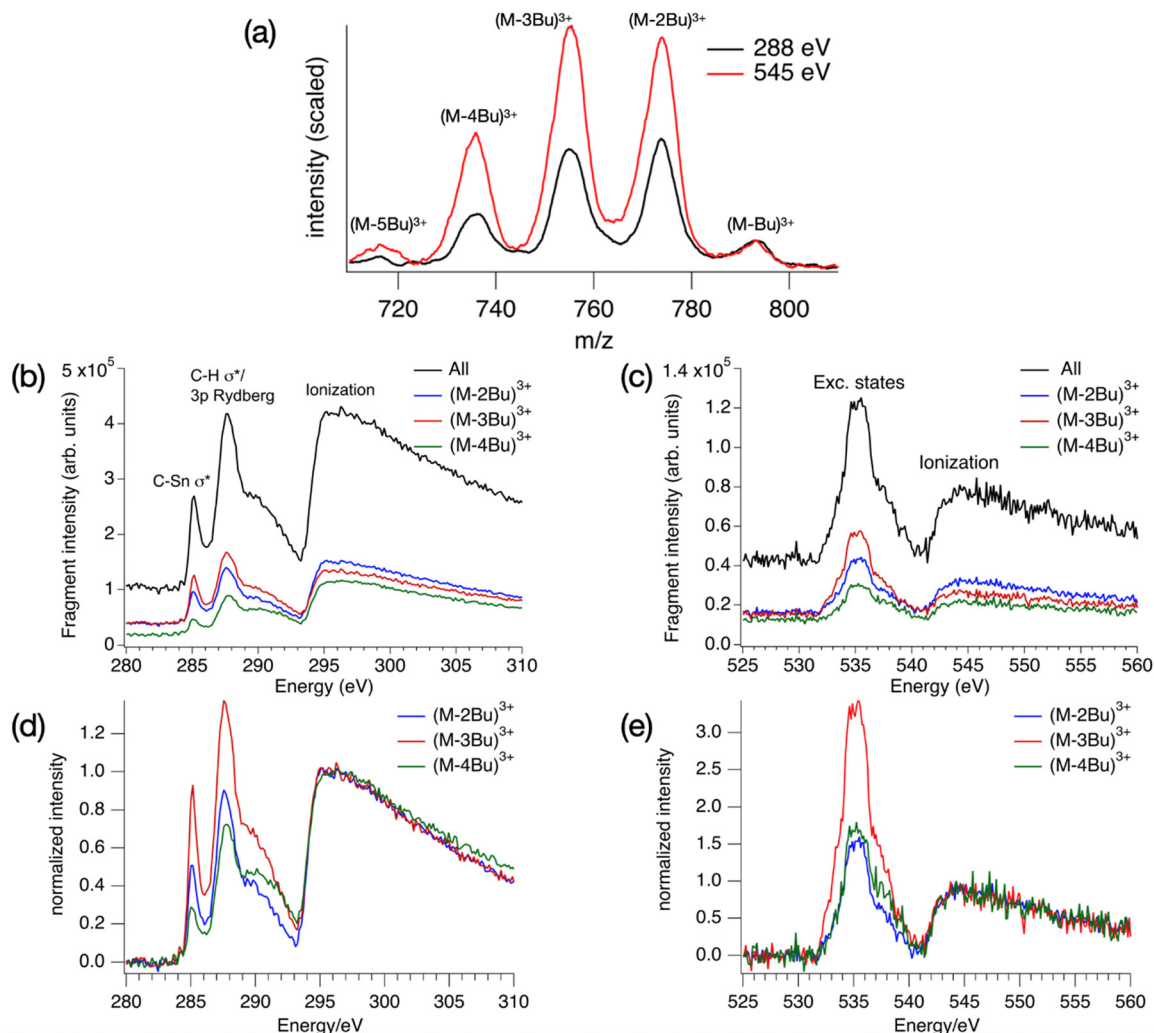 (a)
(M-3Bu)³⁺ (M-2Bu)³⁺
288 eV
545 eV
(M-4Bu)³⁺
(M-5Bu)³⁺
(M-Bu)³⁺
intensity (scaled)
720 740 760 780 800
m/z
(b)
5 x10⁵
4
3
2
1
0
Fragment intensity (arb. units)
C-H σ*/
3p Rydberg
C-Sn σ*
Ionization
All
(M-2Bu)³⁺
(M-3Bu)³⁺
(M-4Bu)³⁺
280 285 290 295 300 305 310
Energy (eV)
(c)
1.4 x10⁵
1.2
1.0
0.8
0.6
0.4
0.2
0.0
Fragment intensity (arb. units)
Exc. states
Ionization
All
(M-2Bu)³⁺
(M-3Bu)³⁺
(M-4Bu)³⁺
525 530 535 540 545 550 555 560
Energy (eV)
(d)
1.2
1.0
0.8
0.6
0.4
0.2
0.0
normalized intensity
(M-2Bu)³⁺
(M-3Bu)³⁺
(M-4Bu)³⁺
280 285 290 295 300 305 310
Energy/eV
(e)
3.0
2.5
2.0
1.5
1.0
0.5
0.0
normalized intensity
(M-2Bu)³⁺
(M-3Bu)³⁺
(M-4Bu)³⁺
525 530 535 540 545 550 555 560
Energy/eV